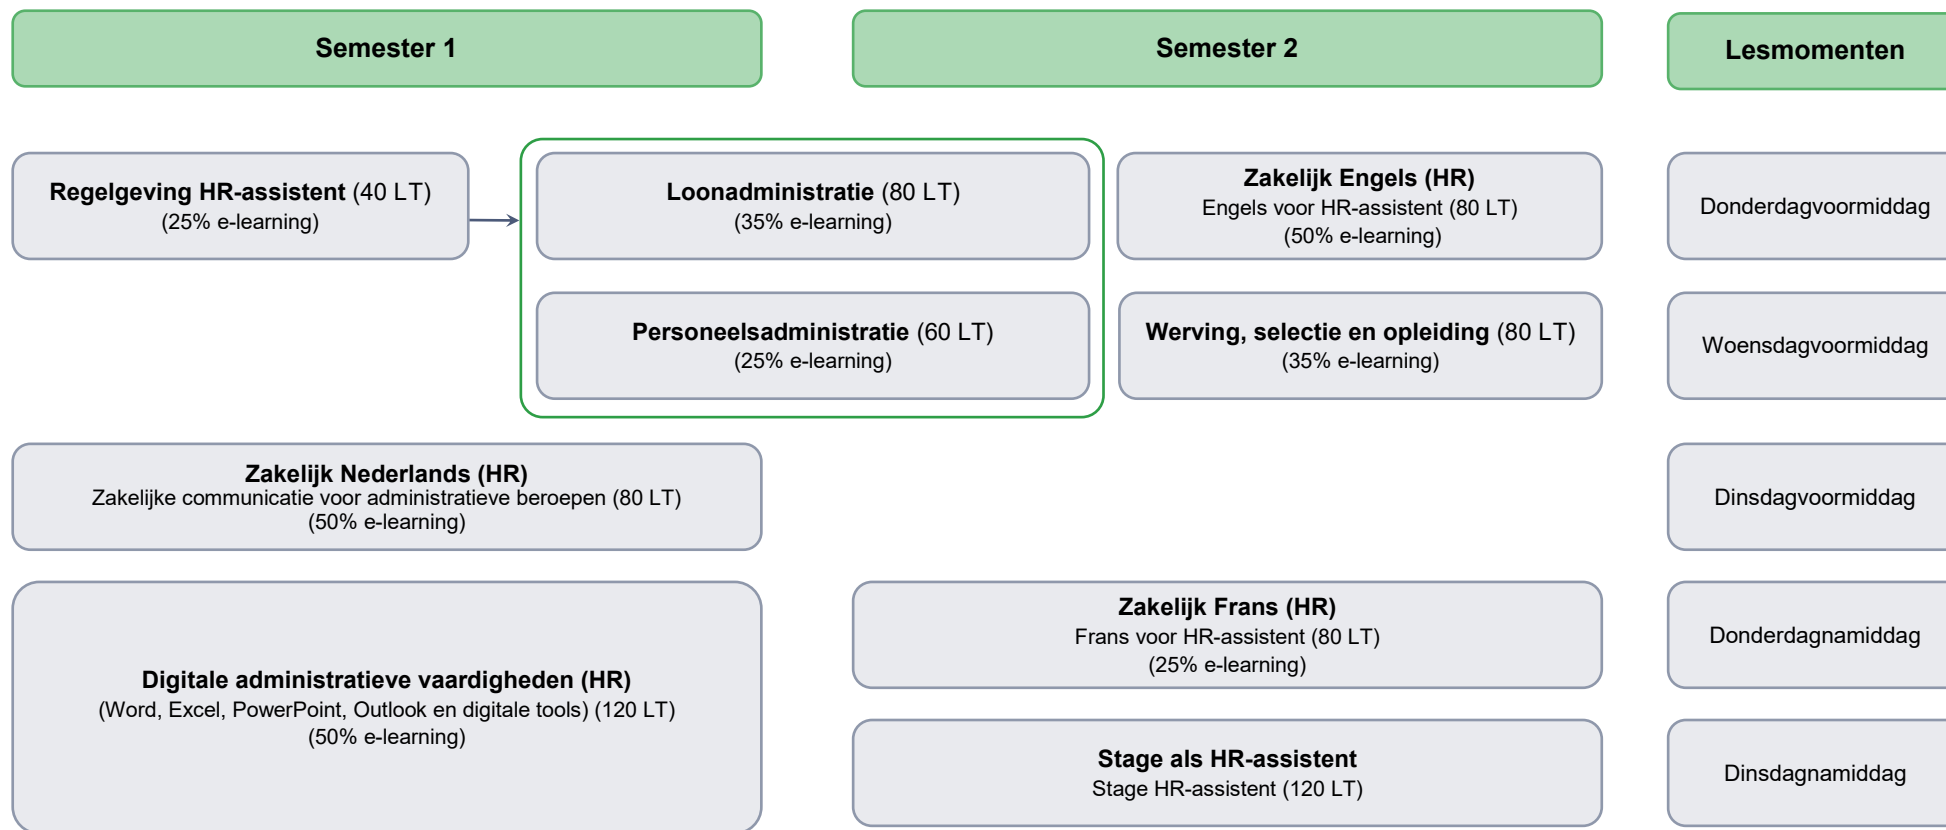 Semester 1
Semester 2
Lesmomenten
Regelgeving HR-assistent (40 LT)
(25% e-learning)
Loonadministratie (80 LT)
(35% e-learning)
Zakelijk Engels (HR)
Engels voor HR-assistent (80 LT)
(50% e-learning)
Donderdagvoormiddag
Personeelsadministratie (60 LT)
(25% e-learning)
Werving, selectie en opleiding (80 LT)
(35% e-learning)
Woensdagvoormiddag
Zakelijk Nederlands (HR)
Zakelijke communicatie voor administratieve beroepen (80 LT)
(50% e-learning)
Dinsdagvoormiddag
Digitale administratieve vaardigheden (HR)
(Word, Excel, PowerPoint, Outlook en digitale tools) (120 LT)
(50% e-learning)
Zakelijk Frans (HR)
Frans voor HR-assistent (80 LT)
(25% e-learning)
Donderdagnamiddag
Stage als HR-assistent
Stage HR-assistent (120 LT)
Dinsdagnamiddag